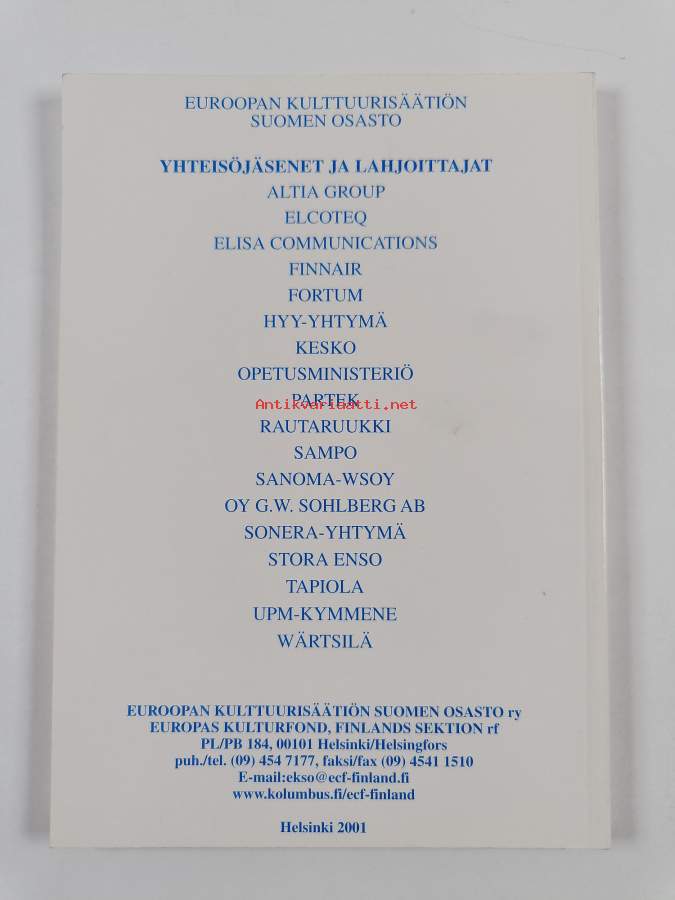 EUROOPAN KULTTUURISÄÄTIÖN
SUOMEN OSASTO
YHTEISÖJÄSENET JA LAHJOITTAJAT
ALTIA GROUP
ELCOTEQ
ELISA COMMUNICATIONS
FINNAIR
FORTUM
HYY-YHTYMÄ
KESKO
OPETUSMINISTERIÖ
PARTEK
Antikvariaatti.net
RAUTARUUKKI
SAMPO
SANOMA-WSOY
OY G.W. SOHLBERG AB
SONERA-YHTYMÄ
STORA ENSO
TAPIOLA
UPM-KYMMENE
WÄRTSILÄ
EUROOPAN KULTTUURISÄÄTIÖN SUOMEN OSASTO ry
EUROPAS KULTURFOND, FINLANDS SEKTION rf
PL/PB 184, 00101 Helsinki/Helsingfors
puh./tel. (09) 454 7177, faksi/fax (09) 4541 1510
E-mail:ekso@ecf-finland.fi
www.kolumbus.fi/ecf-finland
Helsinki 2001